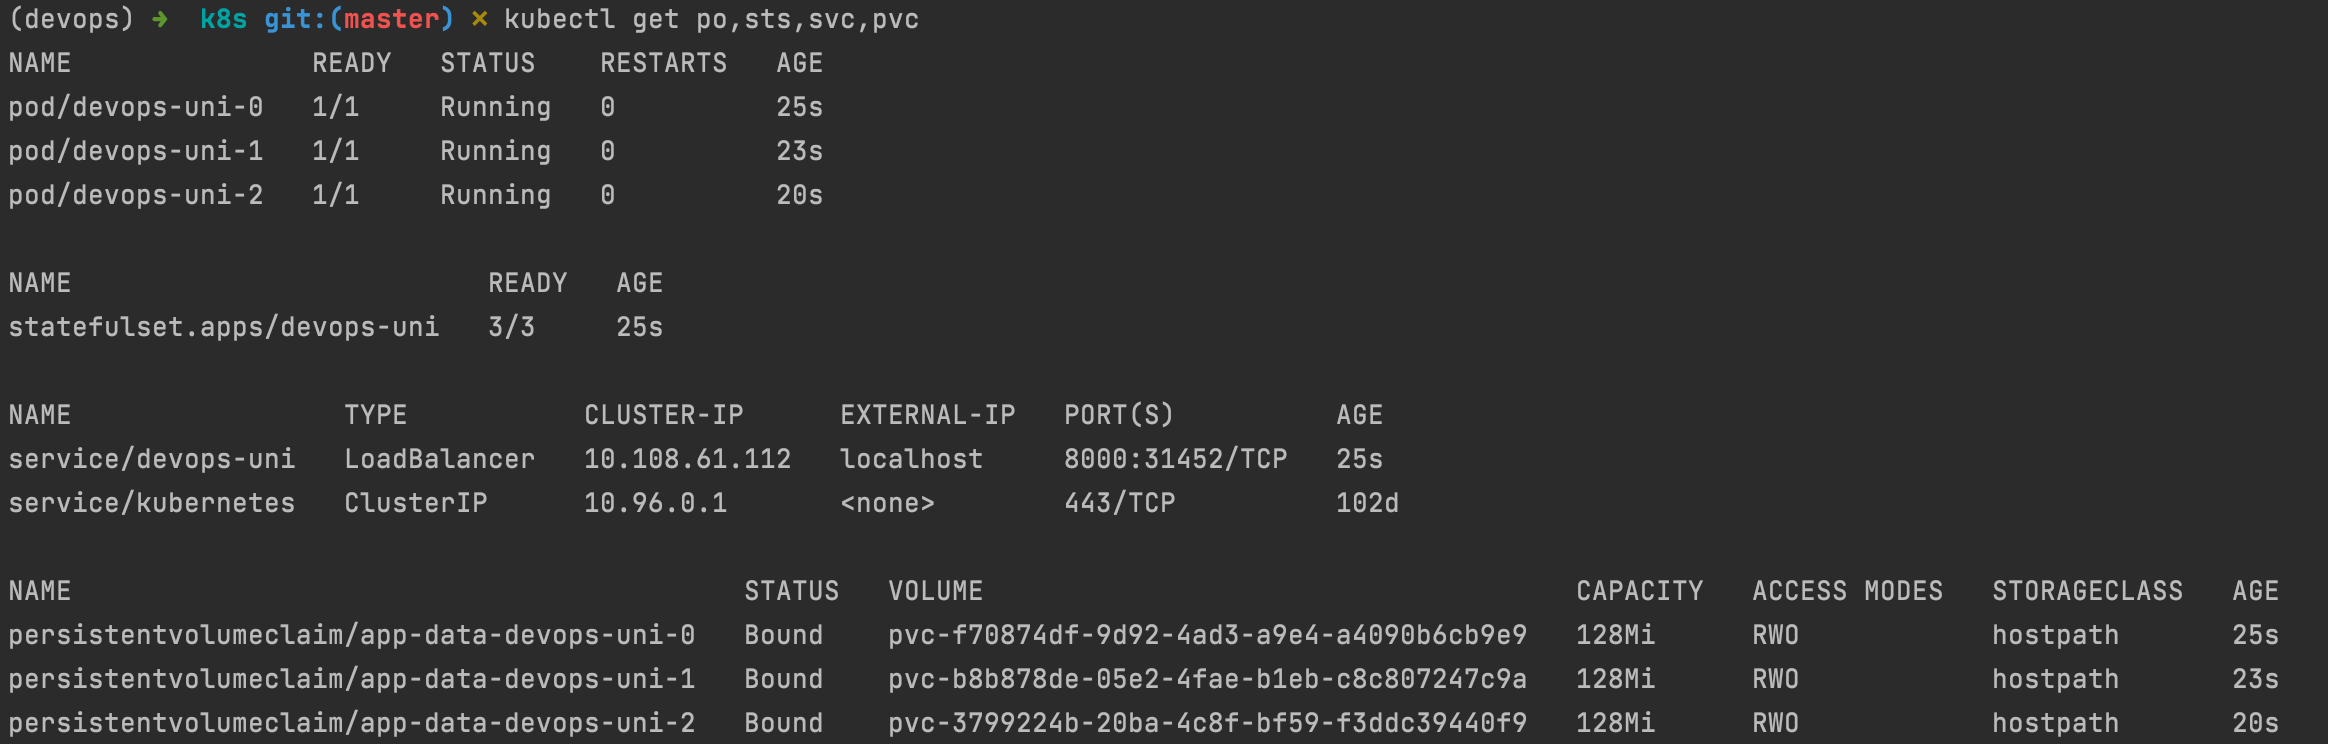 (devops) ➜  k8s git:(master) ✗ kubectl get po,sts,svc,pvc
NAME               READY   STATUS    RESTARTS   AGE
pod/devops-uni-0   1/1     Running   0          25s
pod/devops-uni-1   1/1     Running   0          23s
pod/devops-uni-2   1/1     Running   0          20s

NAME                          READY   AGE
statefulset.apps/devops-uni   3/3     25s

NAME                 TYPE           CLUSTER-IP      EXTERNAL-IP   PORT(S)          AGE
service/devops-uni   LoadBalancer   10.108.61.112   localhost     8000:31452/TCP   25s
service/kubernetes   ClusterIP      10.96.0.1       <none>        443/TCP          102d

NAME                                          STATUS   VOLUME                                     CAPACITY   ACCESS MODES   STORAGECLASS   AGE
persistentvolumeclaim/app-data-devops-uni-0   Bound    pvc-f70874df-9d92-4ad3-a9e4-a4090b6cb9e9   128Mi      RWO            hostpath       25s
persistentvolumeclaim/app-data-devops-uni-1   Bound    pvc-b8b878de-05e2-4fae-b1eb-c8c807247c9a   128Mi      RWO            hostpath       23s
persistentvolumeclaim/app-data-devops-uni-2   Bound    pvc-3799224b-20ba-4c8f-bf59-f3ddc39440f9   128Mi      RWO            hostpath       20s